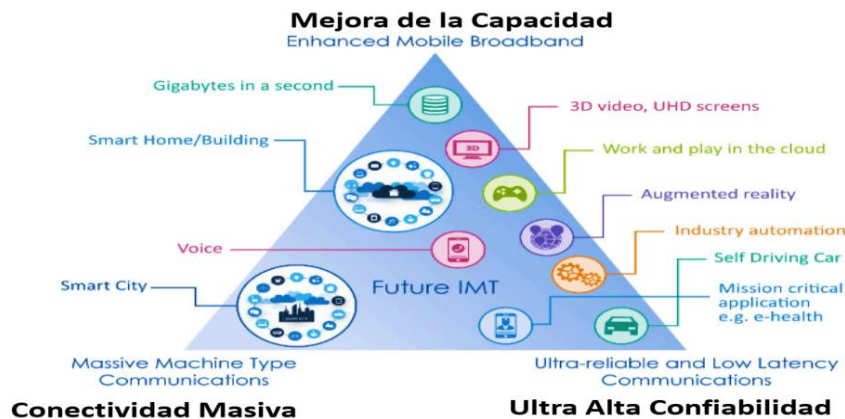 Mejora de la Capacidad
Enhanced Mobile Broadband
Gigabytes in a second
3D video, UHD screens
3D
Smart Home/Building
Work and play in the cloud
Augmented reality
Voice
Industry automation
Self Driving Car
Smart City
Future IMT
Mission critical
application
e.g. e-health
Massive Machine Type
Communications
Ultra-reliable and Low Latency
Communications
Conectividad Masiva
Ultra Alta Confiabilidad